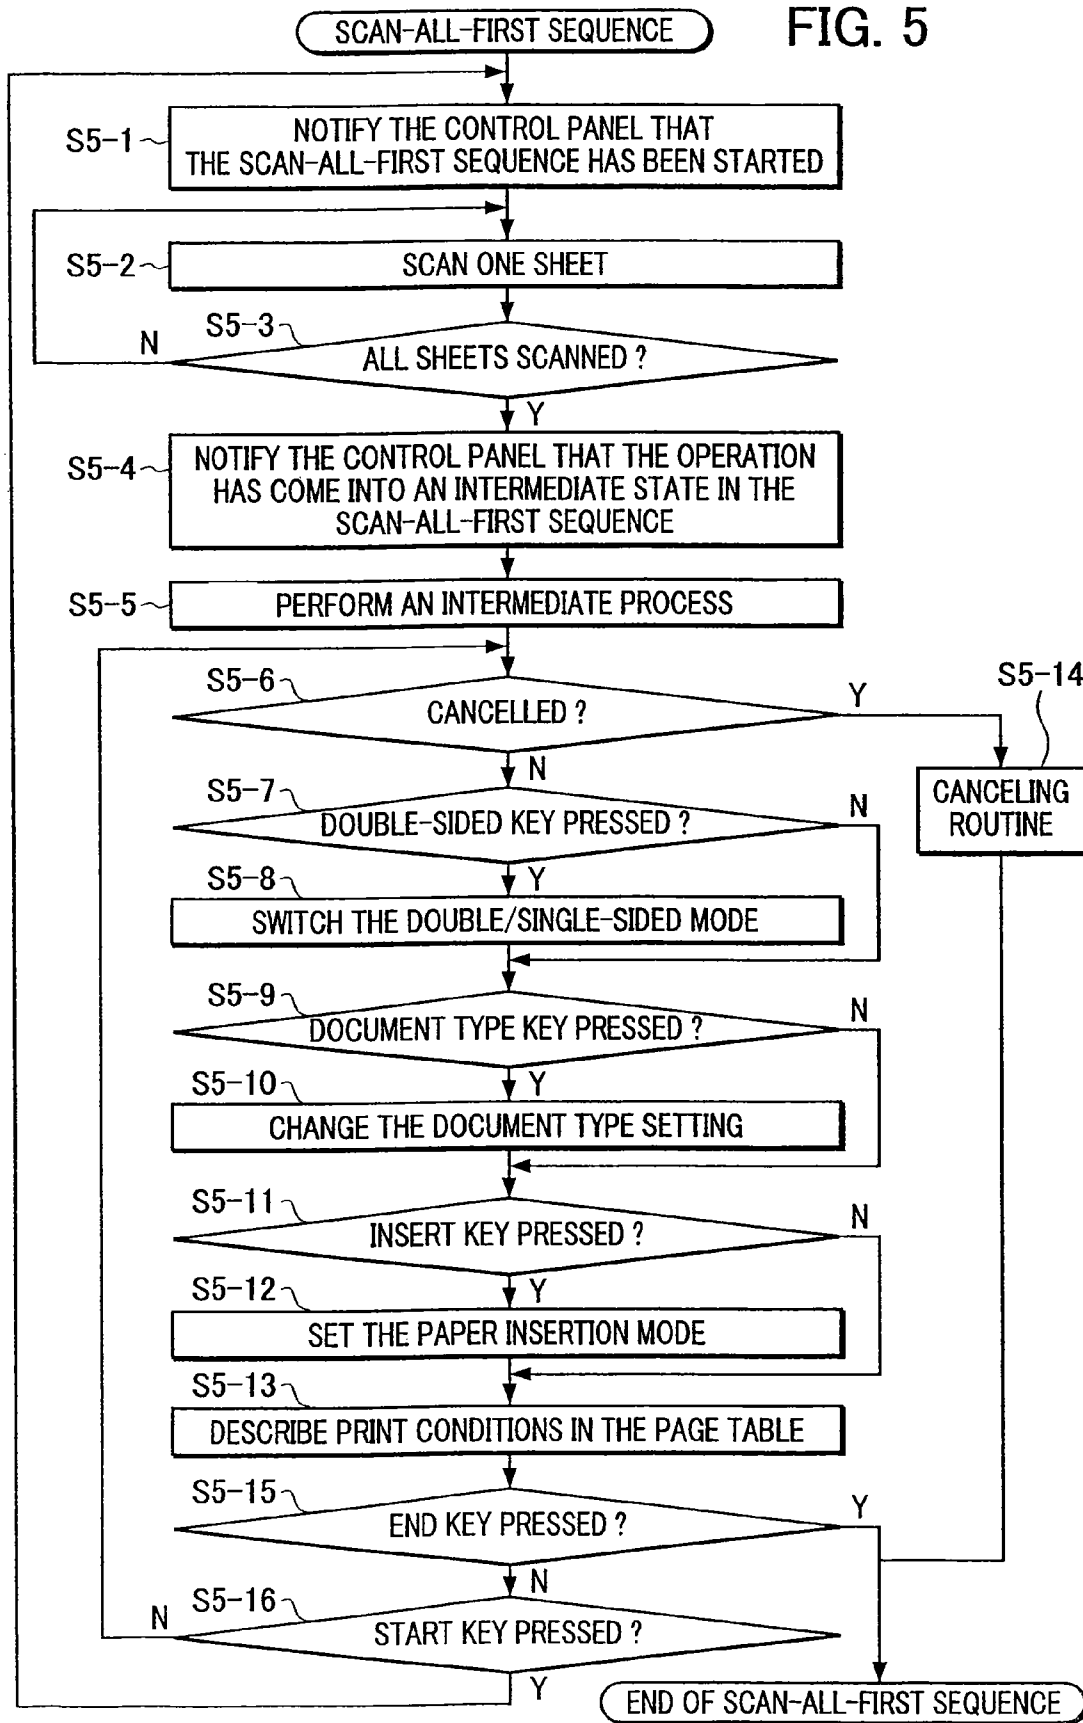 FIG. 5
SCAN-ALL-FIRST SEQUENCE
S5-1
NOTIFY THE CONTROL PANEL THAT
THE SCAN-ALL-FIRST SEQUENCE HAS BEEN STARTED
S5-2
SCAN ONE SHEET
S5-3
N
ALL SHEETS SCANNED ?
Y
S5-4
NOTIFY THE CONTROL PANEL THAT THE OPERATION
HAS COME INTO AN INTERMEDIATE STATE IN THE
SCAN-ALL-FIRST SEQUENCE
S5-5
PERFORM AN INTERMEDIATE PROCESS
S5-6
CANCELLED ?
Y
S5-14
N
CANCELING
ROUTINE
S5-7
DOUBLE-SIDED KEY PRESSED ?
N
Y
S5-8
SWITCH THE DOUBLE/SINGLE-SIDED MODE
S5-9
DOCUMENT TYPE KEY PRESSED ?
N
Y
S5-10
CHANGE THE DOCUMENT TYPE SETTING
S5-11
INSERT KEY PRESSED ?
N
Y
S5-12
SET THE PAPER INSERTION MODE
S5-13
DESCRIBE PRINT CONDITIONS IN THE PAGE TABLE
S5-15
END KEY PRESSED ?
Y
N
S5-16
N
START KEY PRESSED ?
Y
END OF SCAN-ALL-FIRST SEQUENCE